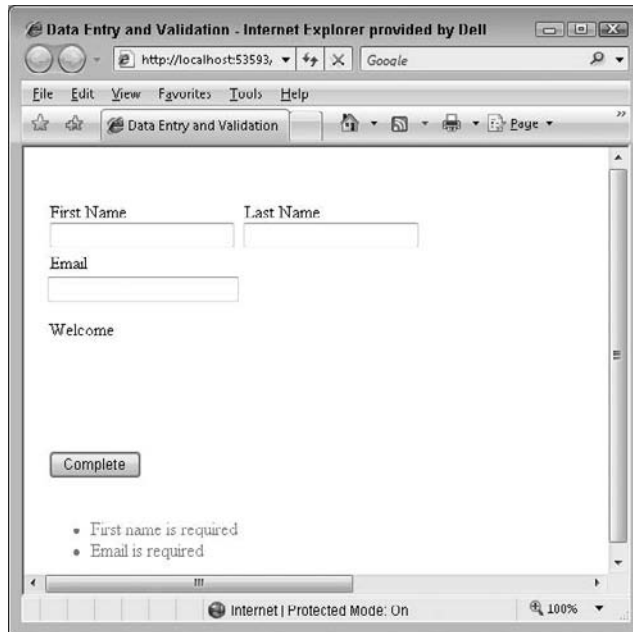 Data Entry and Validation - Internet Explorer provided by Dell
http://localhost:53593,
Google
File Edit View Favorites Tools Help
Data Entry and Validation
Page
First Name Last Name
Email
Welcome
Complete
• First name is required
• Email is required
Internet | Protected Mode: On
100%